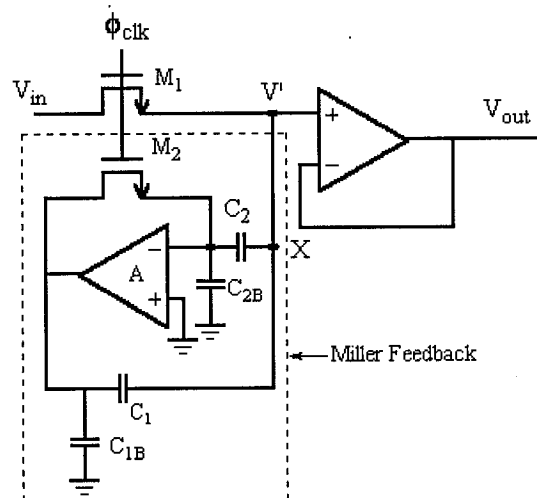 ϕclk
Vin
M1
V'
+
−
Vout
M2
C2
X
−
A
+
C2B
Miller Feedback
C1
C1B